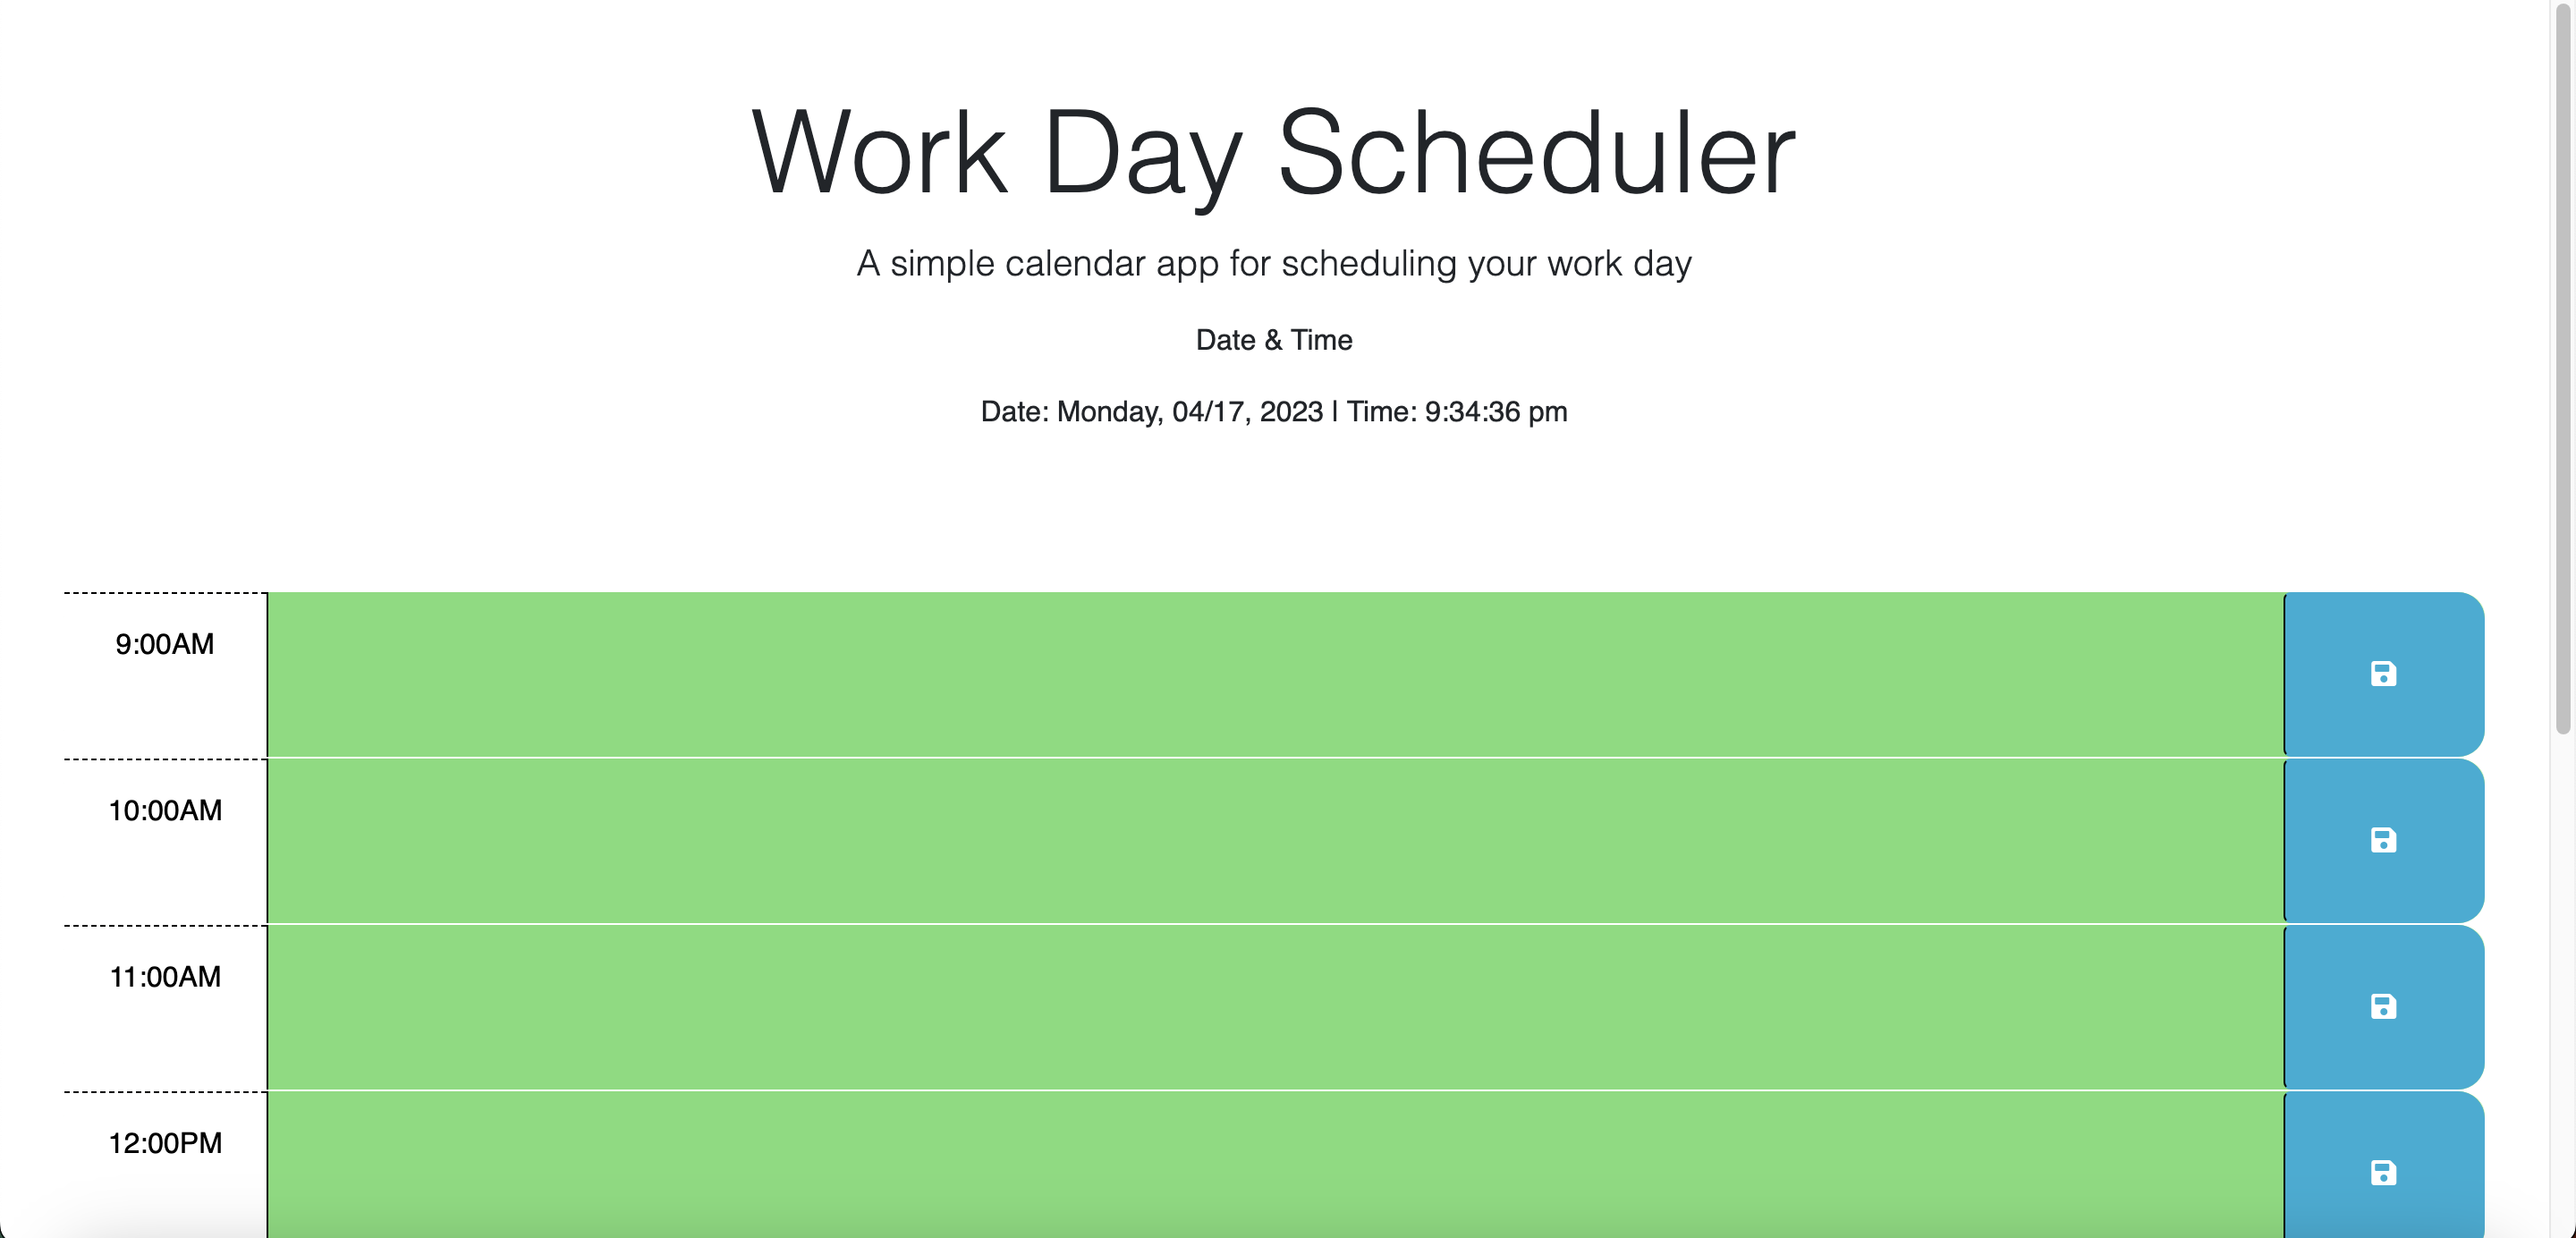 Work Day Scheduler
A simple calendar app for scheduling your work day
Date & Time
Date: Monday, 04/17, 2023 | Time: 9:34:36 pm
9:00AM
10:00AM
11:00AM
12:00PM